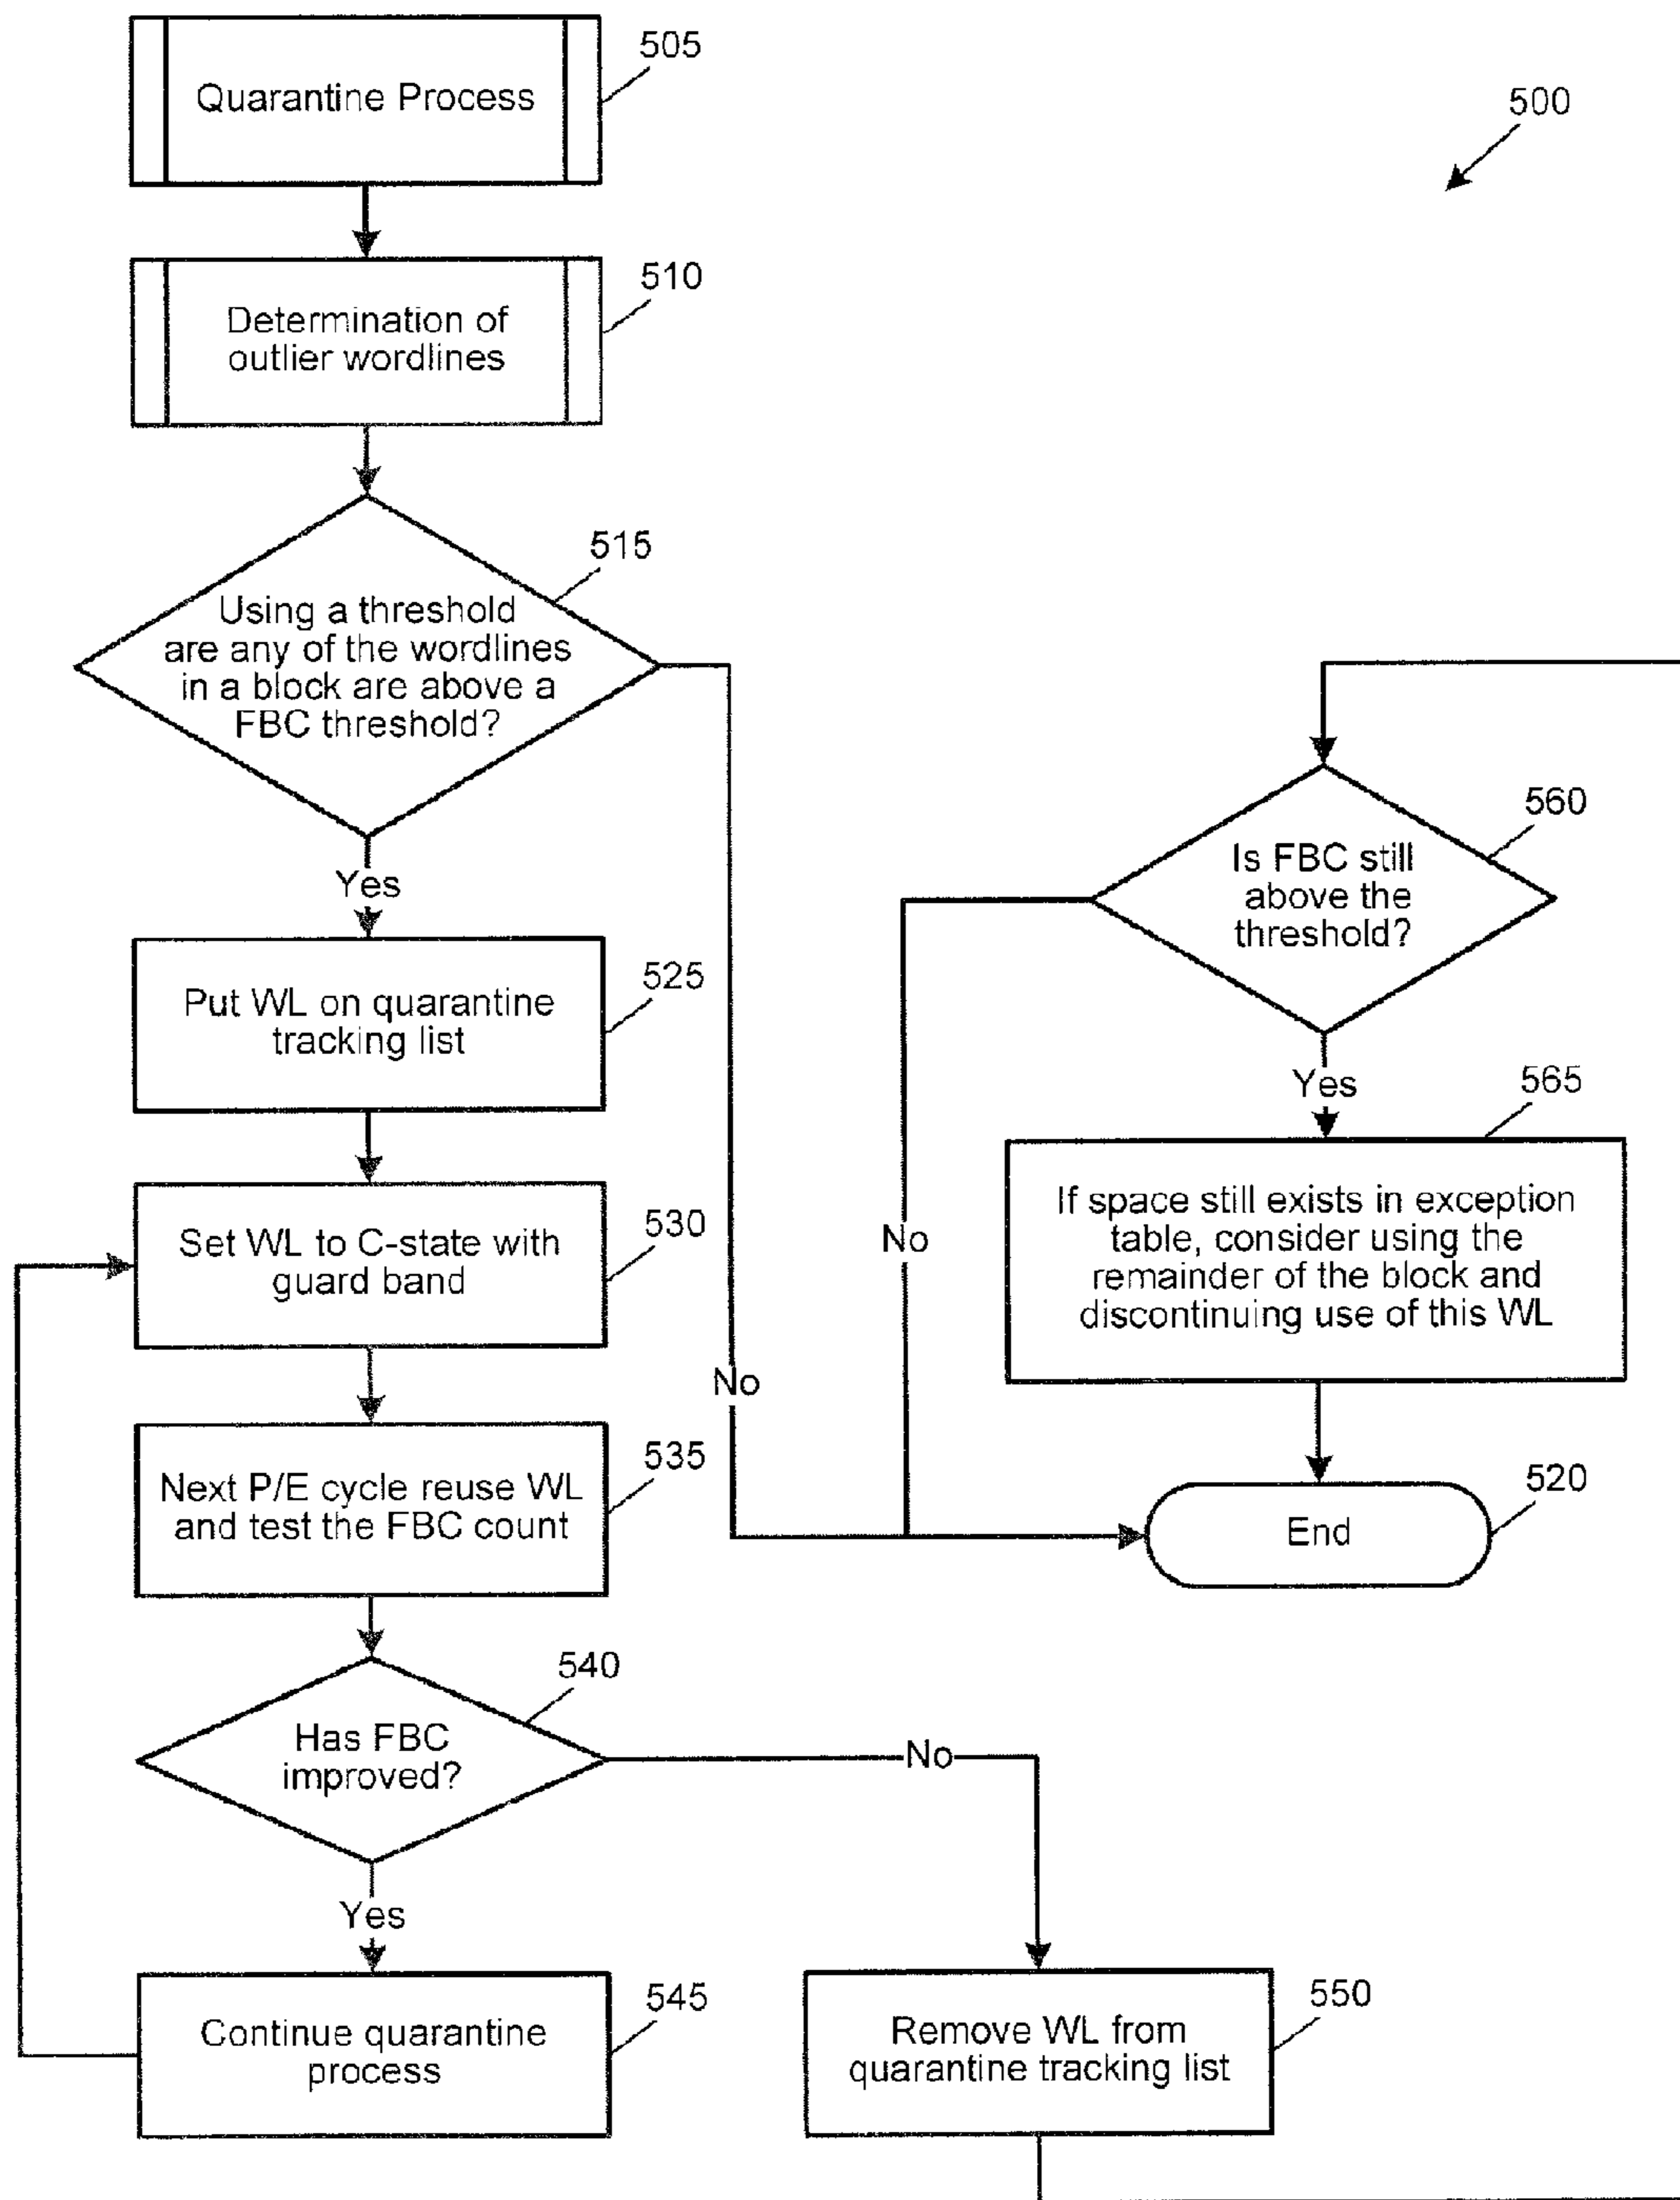 505
Quarantine Process
500
510
Determination of
outlier wordlines
515
Using a threshold
are any of the wordlines
in a block are above a
FBC threshold?
Yes
525
Put WL on quarantine
tracking list
530
Set WL to C-state with
guard band
No
535
Next P/E cycle reuse WL
and test the FBC count
540
Has FBC
improved?
No
Yes
545
Continue quarantine
process
550
Remove WL from
quarantine tracking list
560
Is FBC still
above the
threshold?
No
Yes
565
If space still exists in exception
table, consider using the
remainder of the block and
discontinuing use of this WL
520
End